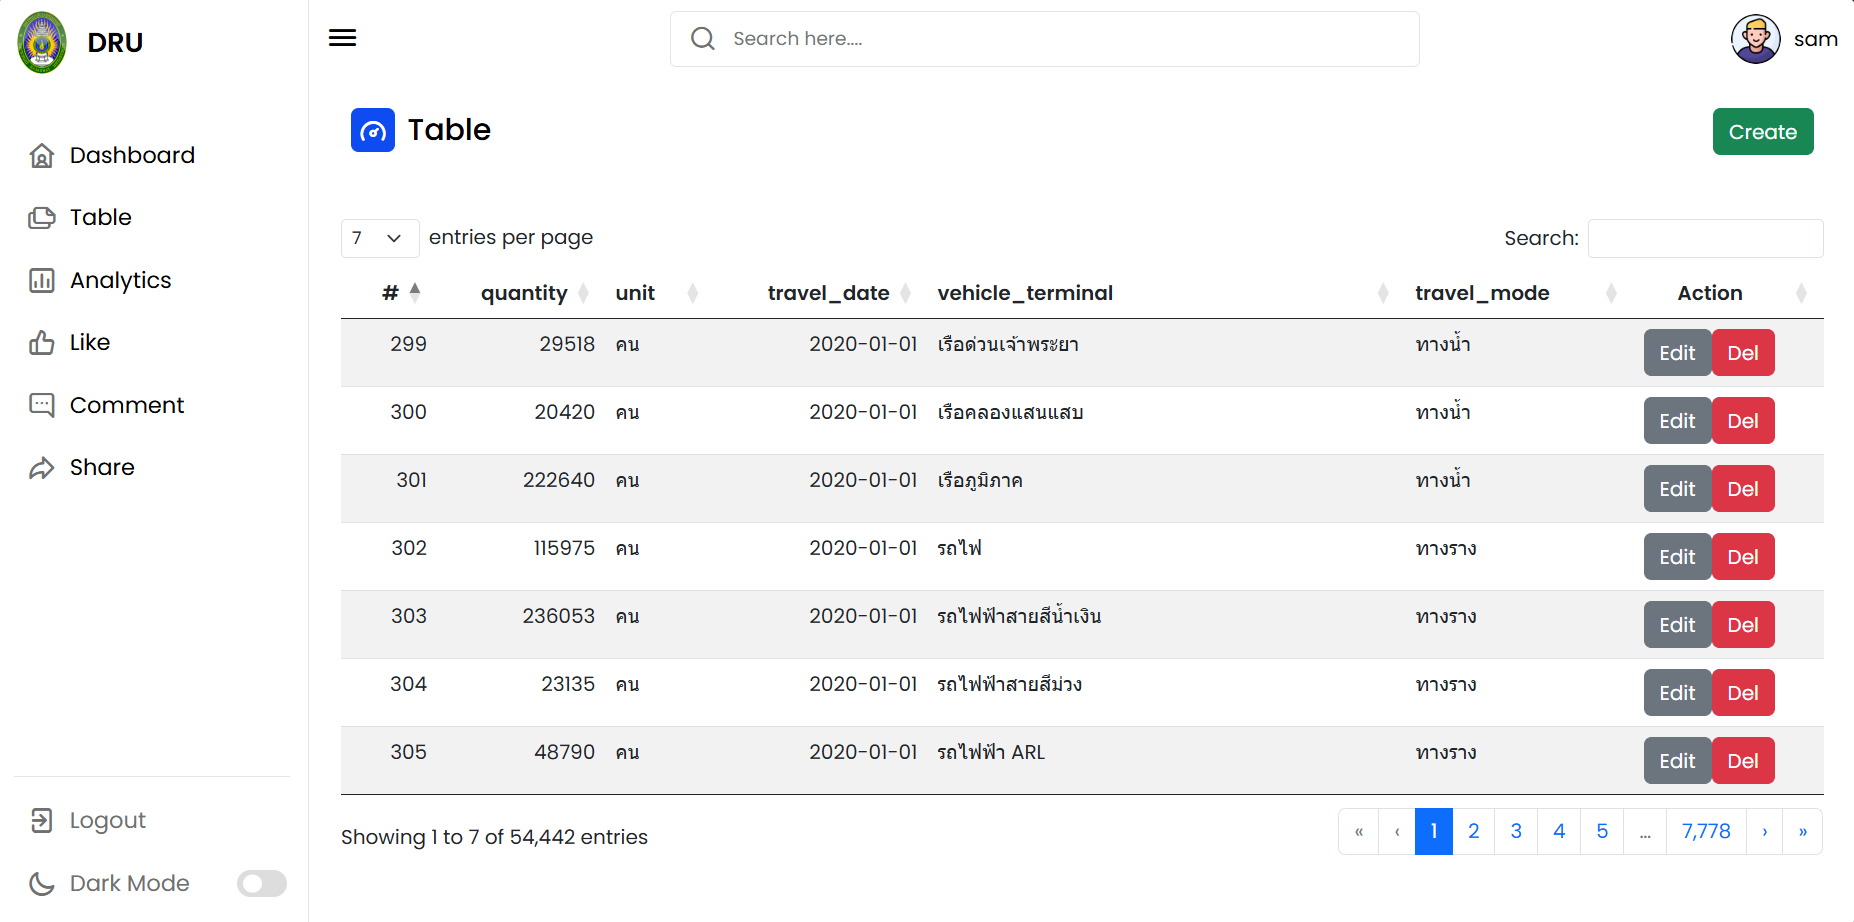 DRU
Search here....
sam
Dashboard
Table
Analytics
Like
Comment
Share
Logout
Dark Mode
Table
Create
7 entries per page
Search:
# quantity unit travel_date vehicle_terminal travel_mode Action
299 29518 คน 2020-01-01 เรือด่วนเจ้าพระยา ทางน้ำ Edit Del
300 20420 คน 2020-01-01 เรือคลองแสนแสบ ทางน้ำ Edit Del
301 222640 คน 2020-01-01 เรือภูมิภาค ทางน้ำ Edit Del
302 115975 คน 2020-01-01 รถไฟ ทางราง Edit Del
303 236053 คน 2020-01-01 รถไฟฟ้าสายสีน้ำเงิน ทางราง Edit Del
304 23135 คน 2020-01-01 รถไฟฟ้าสายสีม่วง ทางราง Edit Del
305 48790 คน 2020-01-01 รถไฟฟ้า ARL ทางราง Edit Del
Showing 1 to 7 of 54,442 entries
« ‹ 1 2 3 4 5 … 7,778 › »